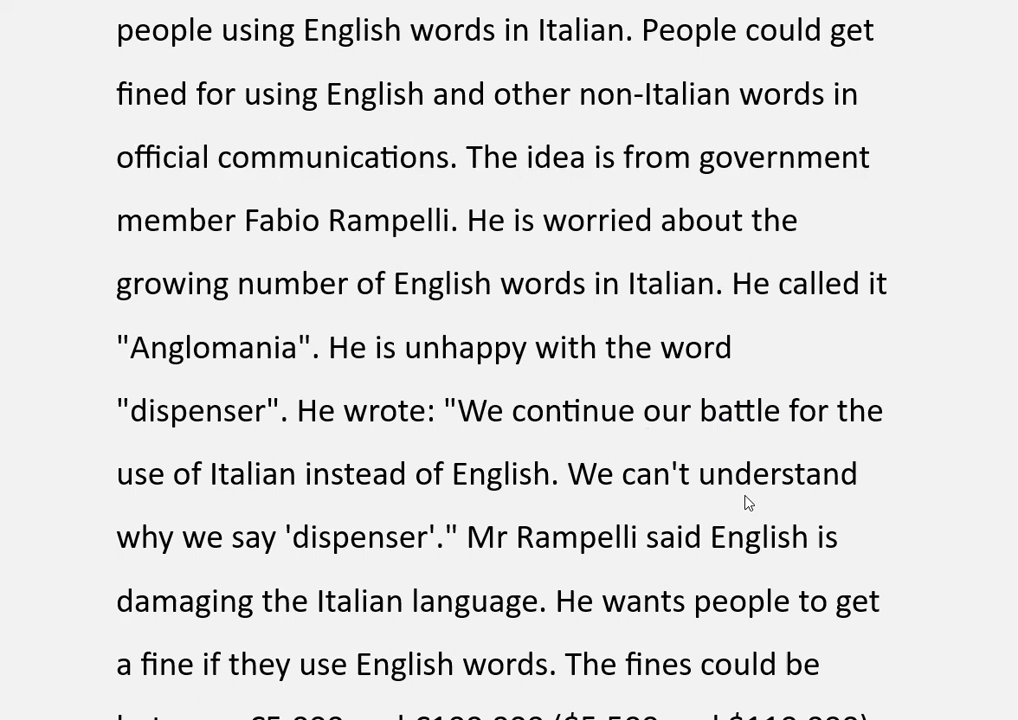 people using English words in Italian. People could get
fined for using English and other non-Italian words in
official communications. The idea is from government
member Fabio Rampelli. He is worried about the
growing number of English words in Italian. He called it
"Anglomania". He is unhappy with the word
"dispenser". He wrote: "We continue our battle for the
use of Italian instead of English. We can't understand
why we say 'dispenser'." Mr Rampelli said English is
damaging the Italian language. He wants people to get
a fine if they use English words. The fines could be